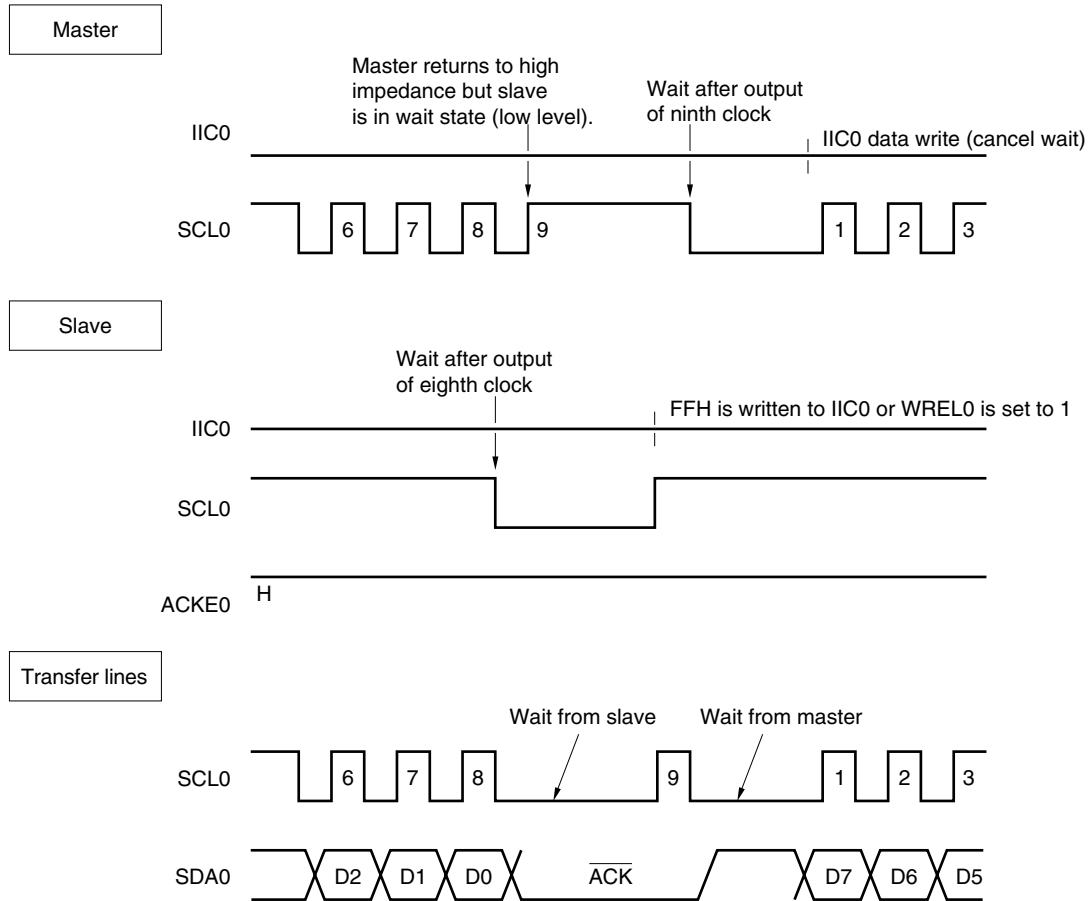 Master
Master returns to high
impedance but slave
is in wait state (low level).
Wait after output
of ninth clock
IIC0
IIC0 data write (cancel wait)
SCL0
6 7 8 9 1 2 3
Slave
Wait after output
of eighth clock
FFH is written to IIC0 or WREL0 is set to 1
IIC0
SCL0
H
ACKE0
Transfer lines
Wait from slave
Wait from master
SCL0
6 7 8 9 1 2 3
SDA0
D2 D1 D0 ACK D7 D6 D5